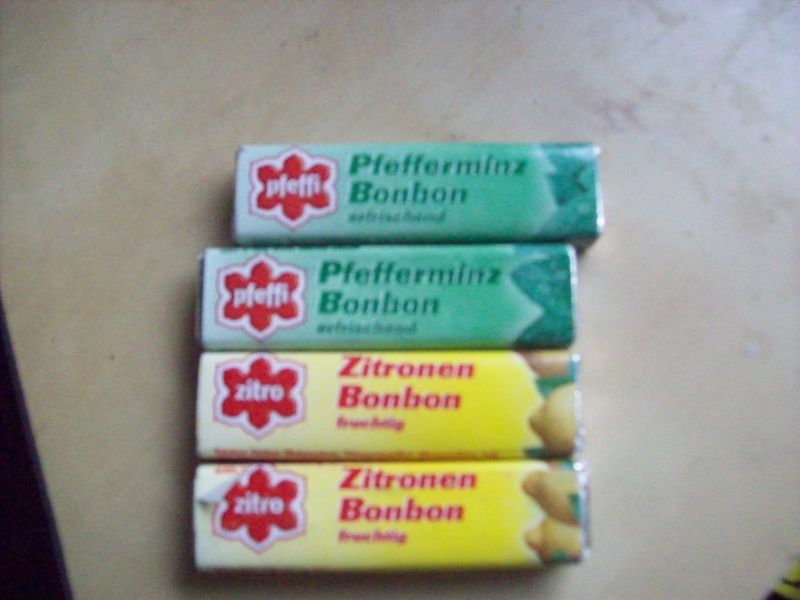 pfeffi
Pfefferminz
Bonbon
erfrischend
pfeffi
Pfefferminz
Bonbon
erfrischend
zitro
Zitronen
Bonbon
fruchtig
zitro
Zitronen
Bonbon
fruchtig